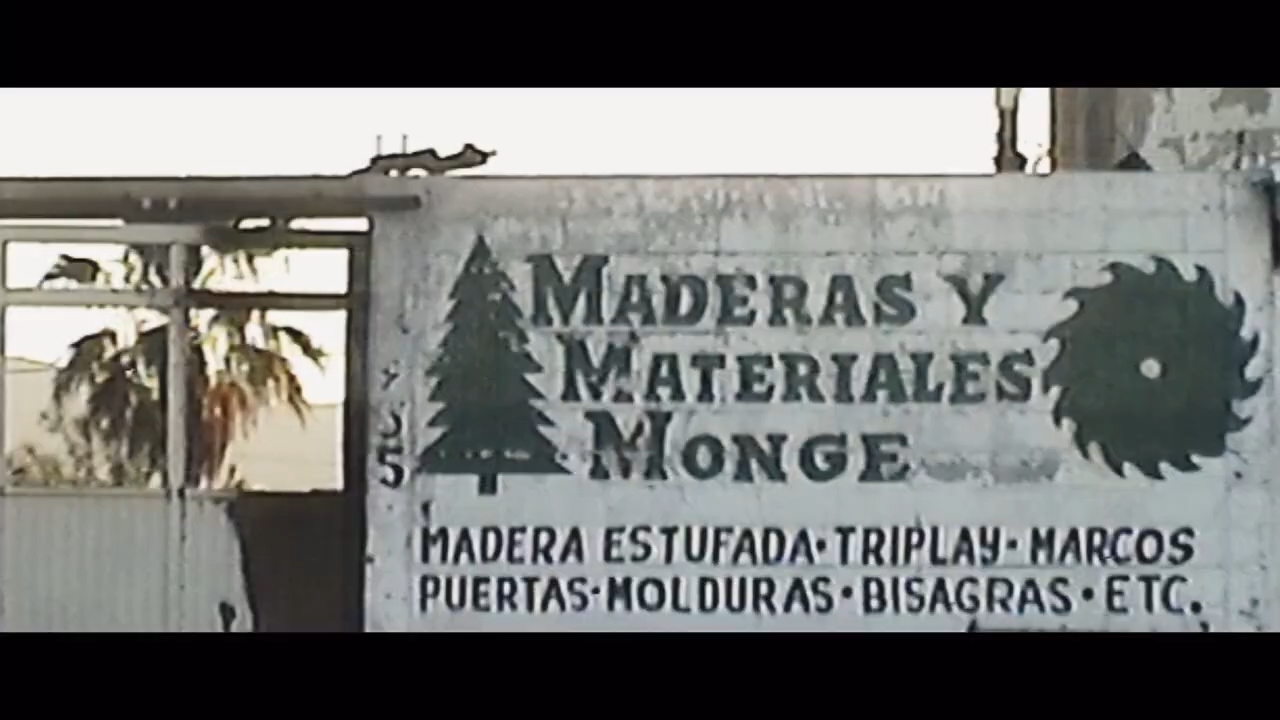 MADERAS Y
MATERIALES
MONGE
MADERA ESTUFADA • TRIPLAY • MARCOS
PUERTAS • MOLDURAS • BISAGRAS • ETC.